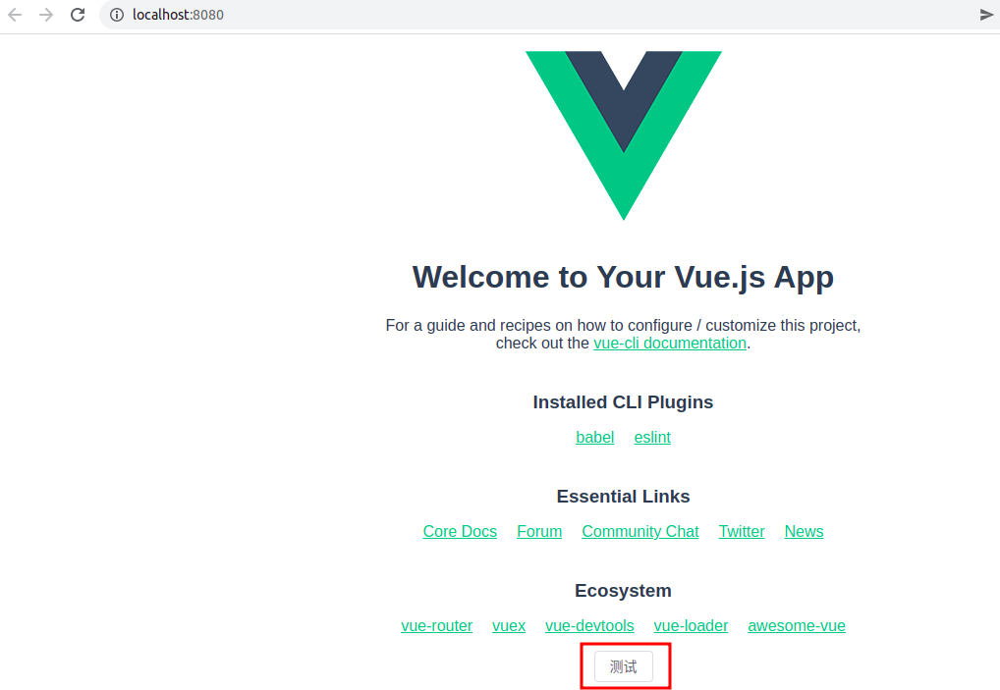 localhost:8080
Welcome to Your Vue.js App
For a guide and recipes on how to configure / customize this project,
check out the vue-cli documentation.
Installed CLI Plugins
babel eslint
Essential Links
Core Docs Forum Community Chat Twitter News
Ecosystem
vue-router vuex vue-devtools vue-loader awesome-vue
测试